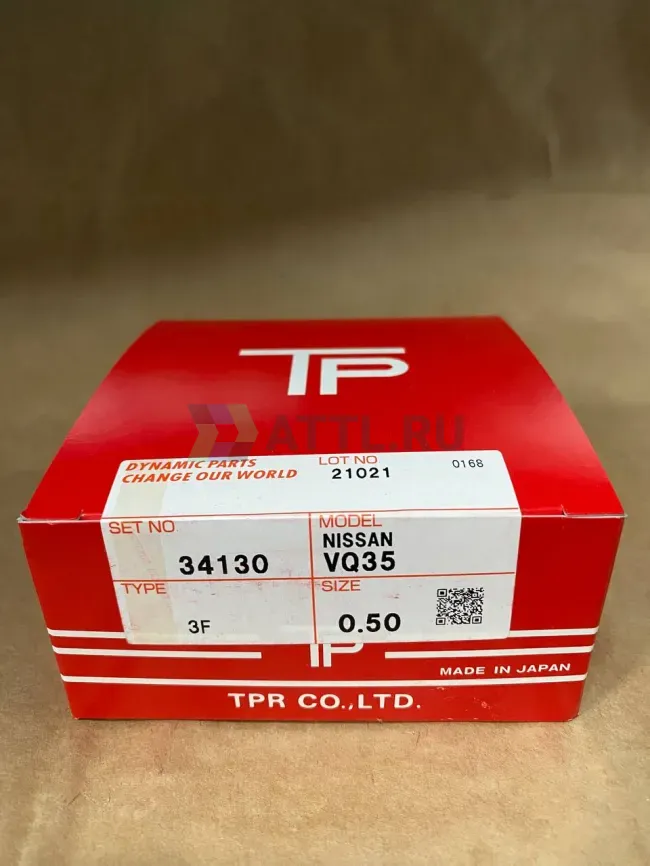 TP
ATTL.RU
DYNAMIC PARTS
CHANGE OUR WORLD
LOT NO
21021
0168
SET NO
34130
MODEL
NISSAN
VQ35
TYPE
3F
SIZE
0.50
TP
MADE IN JAPAN
TPR CO.,LTD.